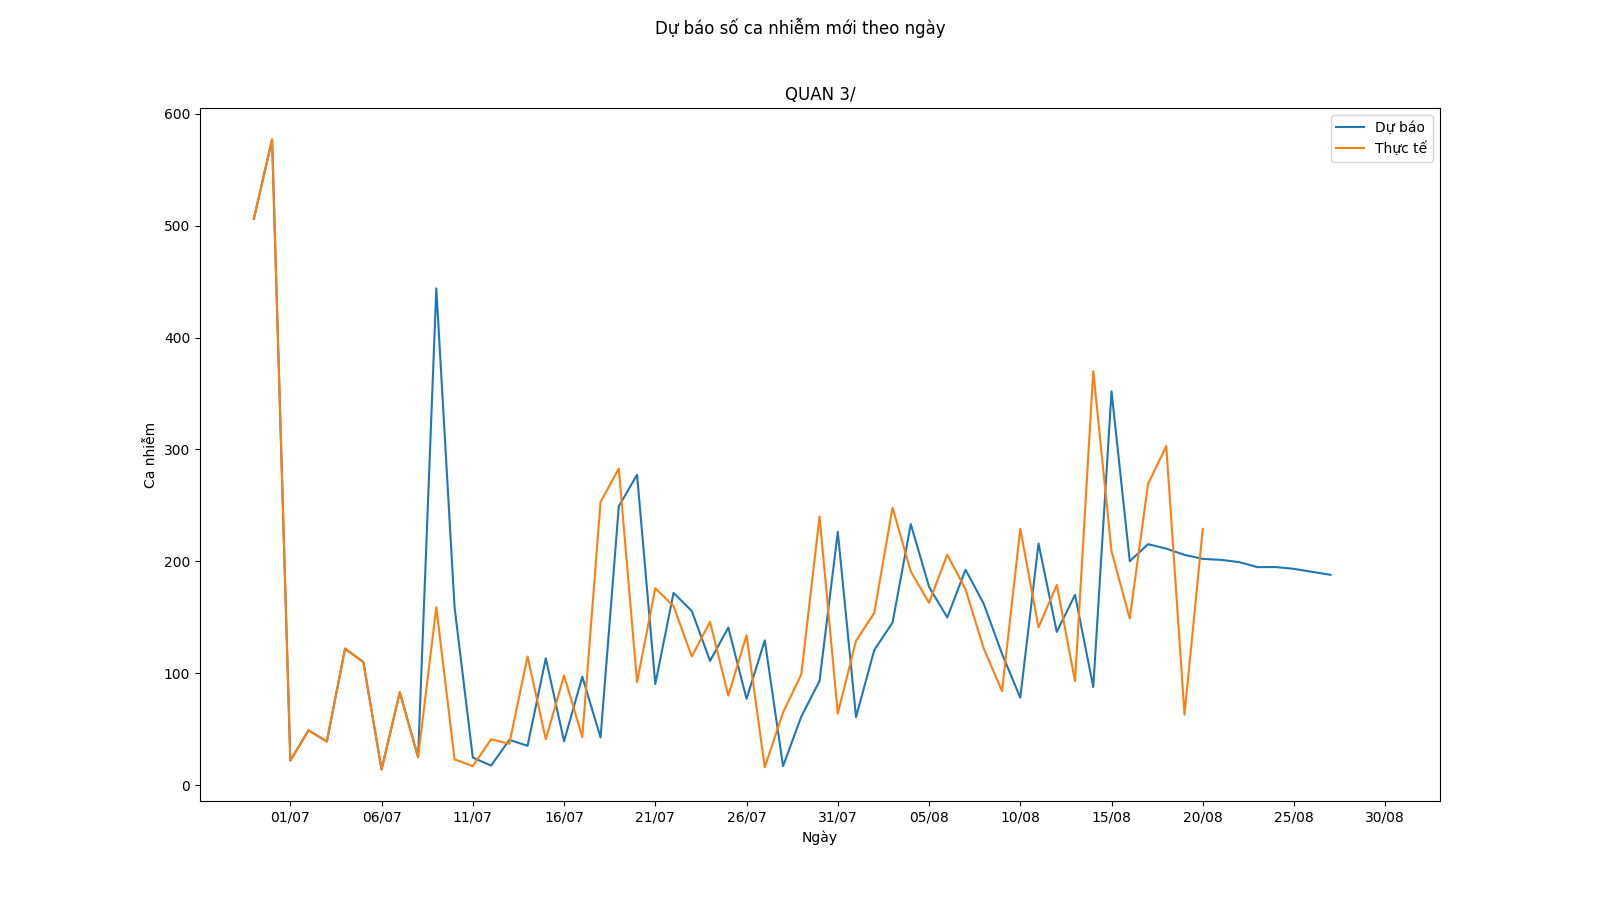 Dự báo số ca nhiễm mới theo ngày
QUAN 3/
Dự báo
Thực tế
Ca nhiễm
600
500
400
300
200
100
0
01/07 06/07 11/07 16/07 21/07 26/07 31/07 05/08 10/08 15/08 20/08 25/08 30/08
Ngày